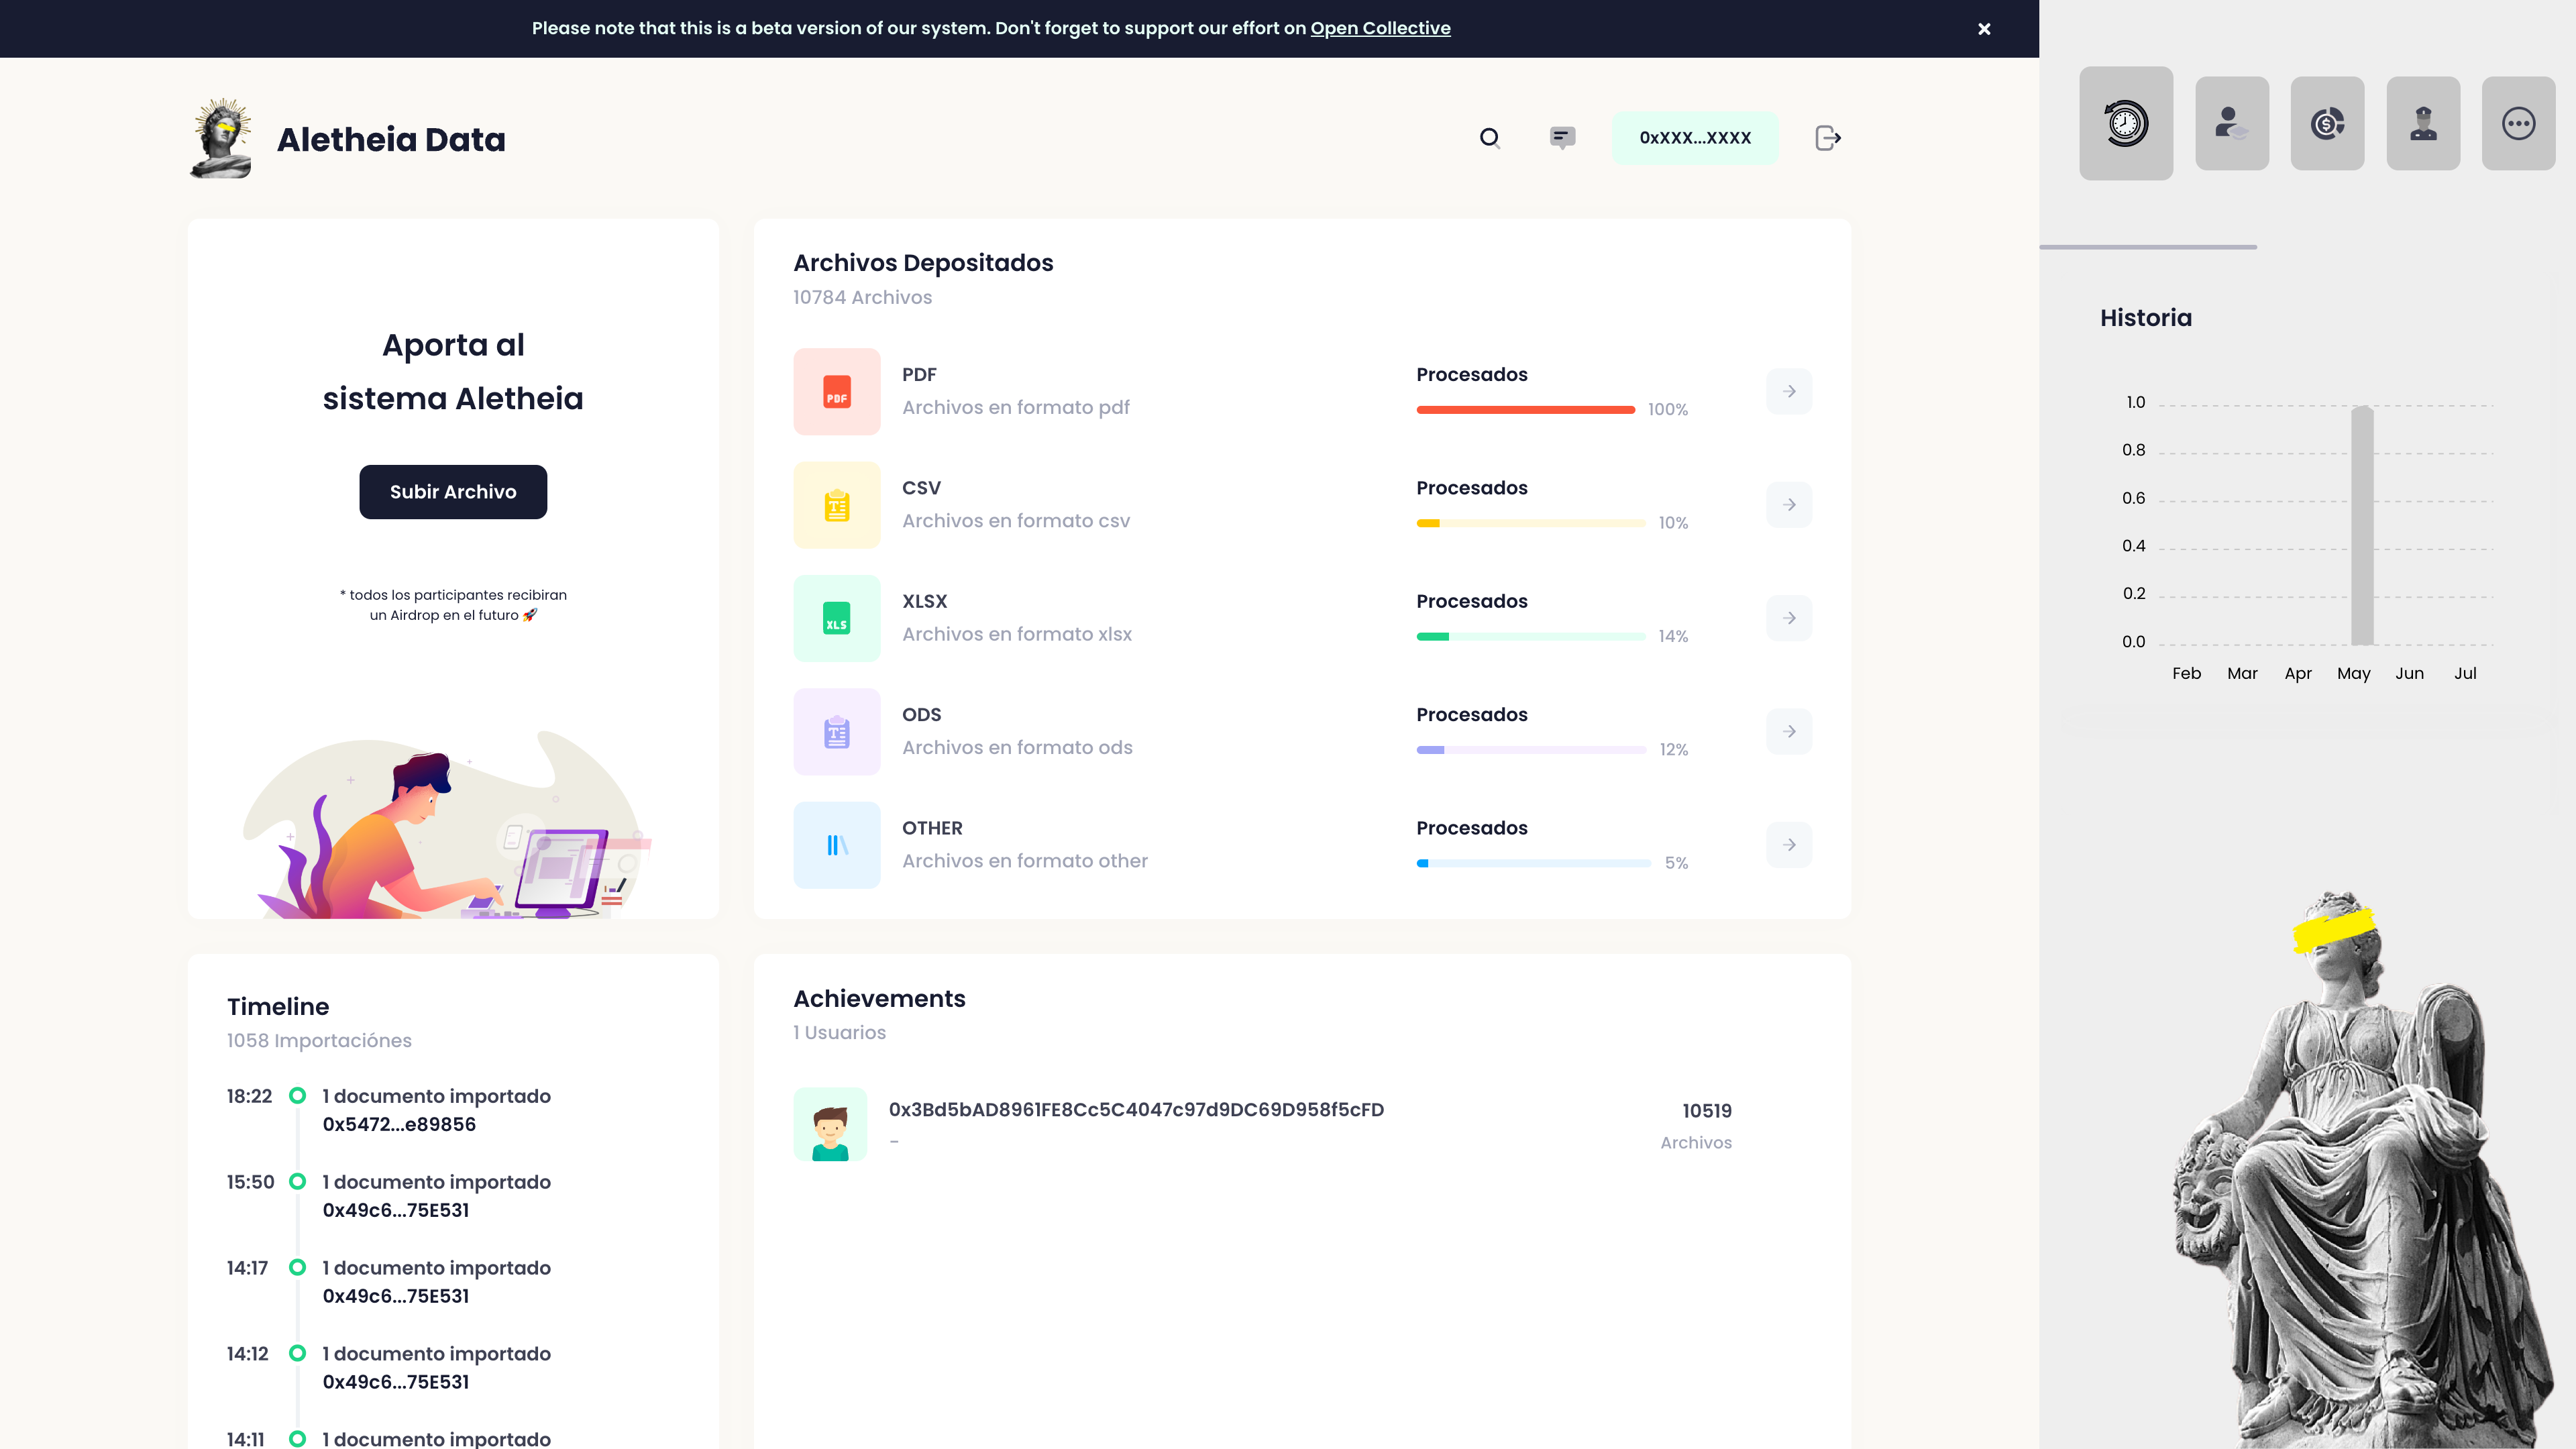 Please note that this is a beta version of our system. Don't forget to support our effort on Open Collective
Aletheia Data
0xXXX...XXXX
Aporta al
sistema Aletheia
Subir Archivo
* todos los participantes recibiran
un Airdrop en el futuro 🚀
Archivos Depositados
10784 Archivos
PDF
PDF
Archivos en formato pdf
Procesados
100%
CSV
Archivos en formato csv
Procesados
10%
XLS
XLSX
Archivos en formato xlsx
Procesados
14%
ODS
Archivos en formato ods
Procesados
12%
OTHER
Archivos en formato other
Procesados
5%
Timeline
1058 Importaciónes
18:22 1 documento importado
0x5472...e89856
15:50 1 documento importado
0x49c6...75E531
14:17 1 documento importado
0x49c6...75E531
14:12 1 documento importado
0x49c6...75E531
14:11 1 documento importado
Achievements
1 Usuarios
0x3Bd5bAD8961FE8Cc5C4047c97d9DC69D958f5cFD
-
10519
Archivos
Historia
1.0
0.8
0.6
0.4
0.2
0.0
Feb Mar Apr May Jun Jul